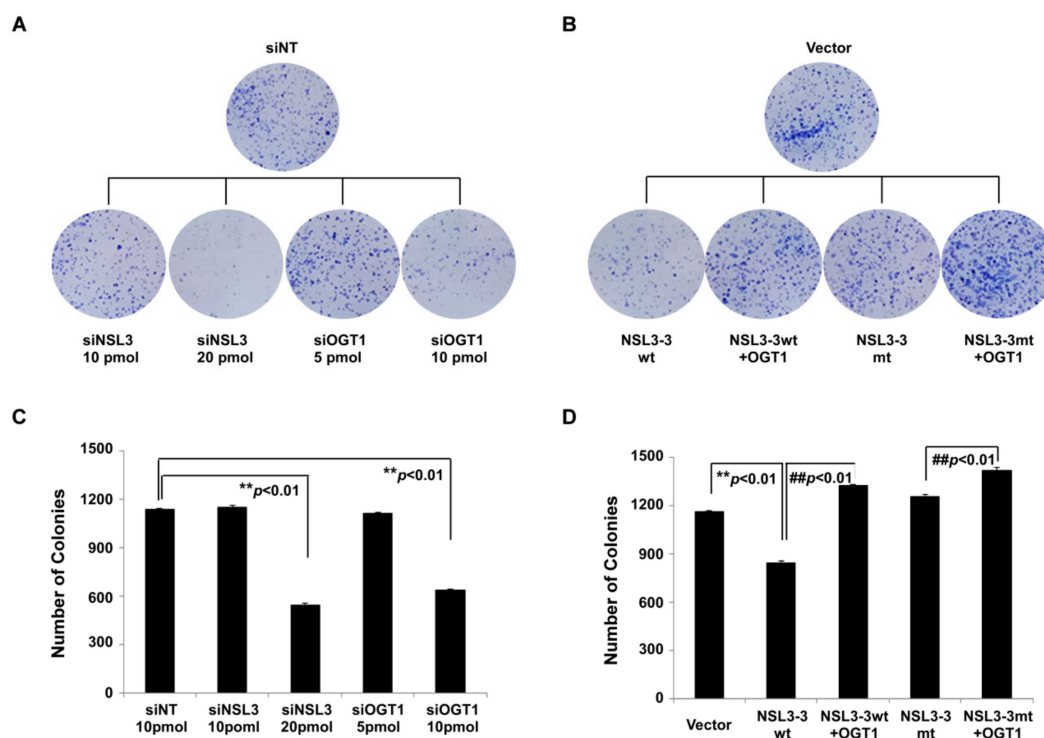 A
siNT
siNSL3
10 pmol
siNSL3
20 pmol
siOGT1
5 pmol
siOGT1
10 pmol
B
Vector
NSL3-3
wt
NSL3-3wt
+OGT1
NSL3-3
mt
NSL3-3mt
+OGT1
C
Number of Colonies
1500
1200
900
600
300
0
**p<0.01
**p<0.01
siNT
10pmol
siNSL3
10poml
siNSL3
20pmol
siOGT1
5pmol
siOGT1
10pmol
D
Number of Colonies
1500
1200
900
600
300
0
**p<0.01
##p<0.01
##p<0.01
Vector
NSL3-3
wt
NSL3-3wt
+OGT1
NSL3-3
mt
NSL3-3mt
+OGT1